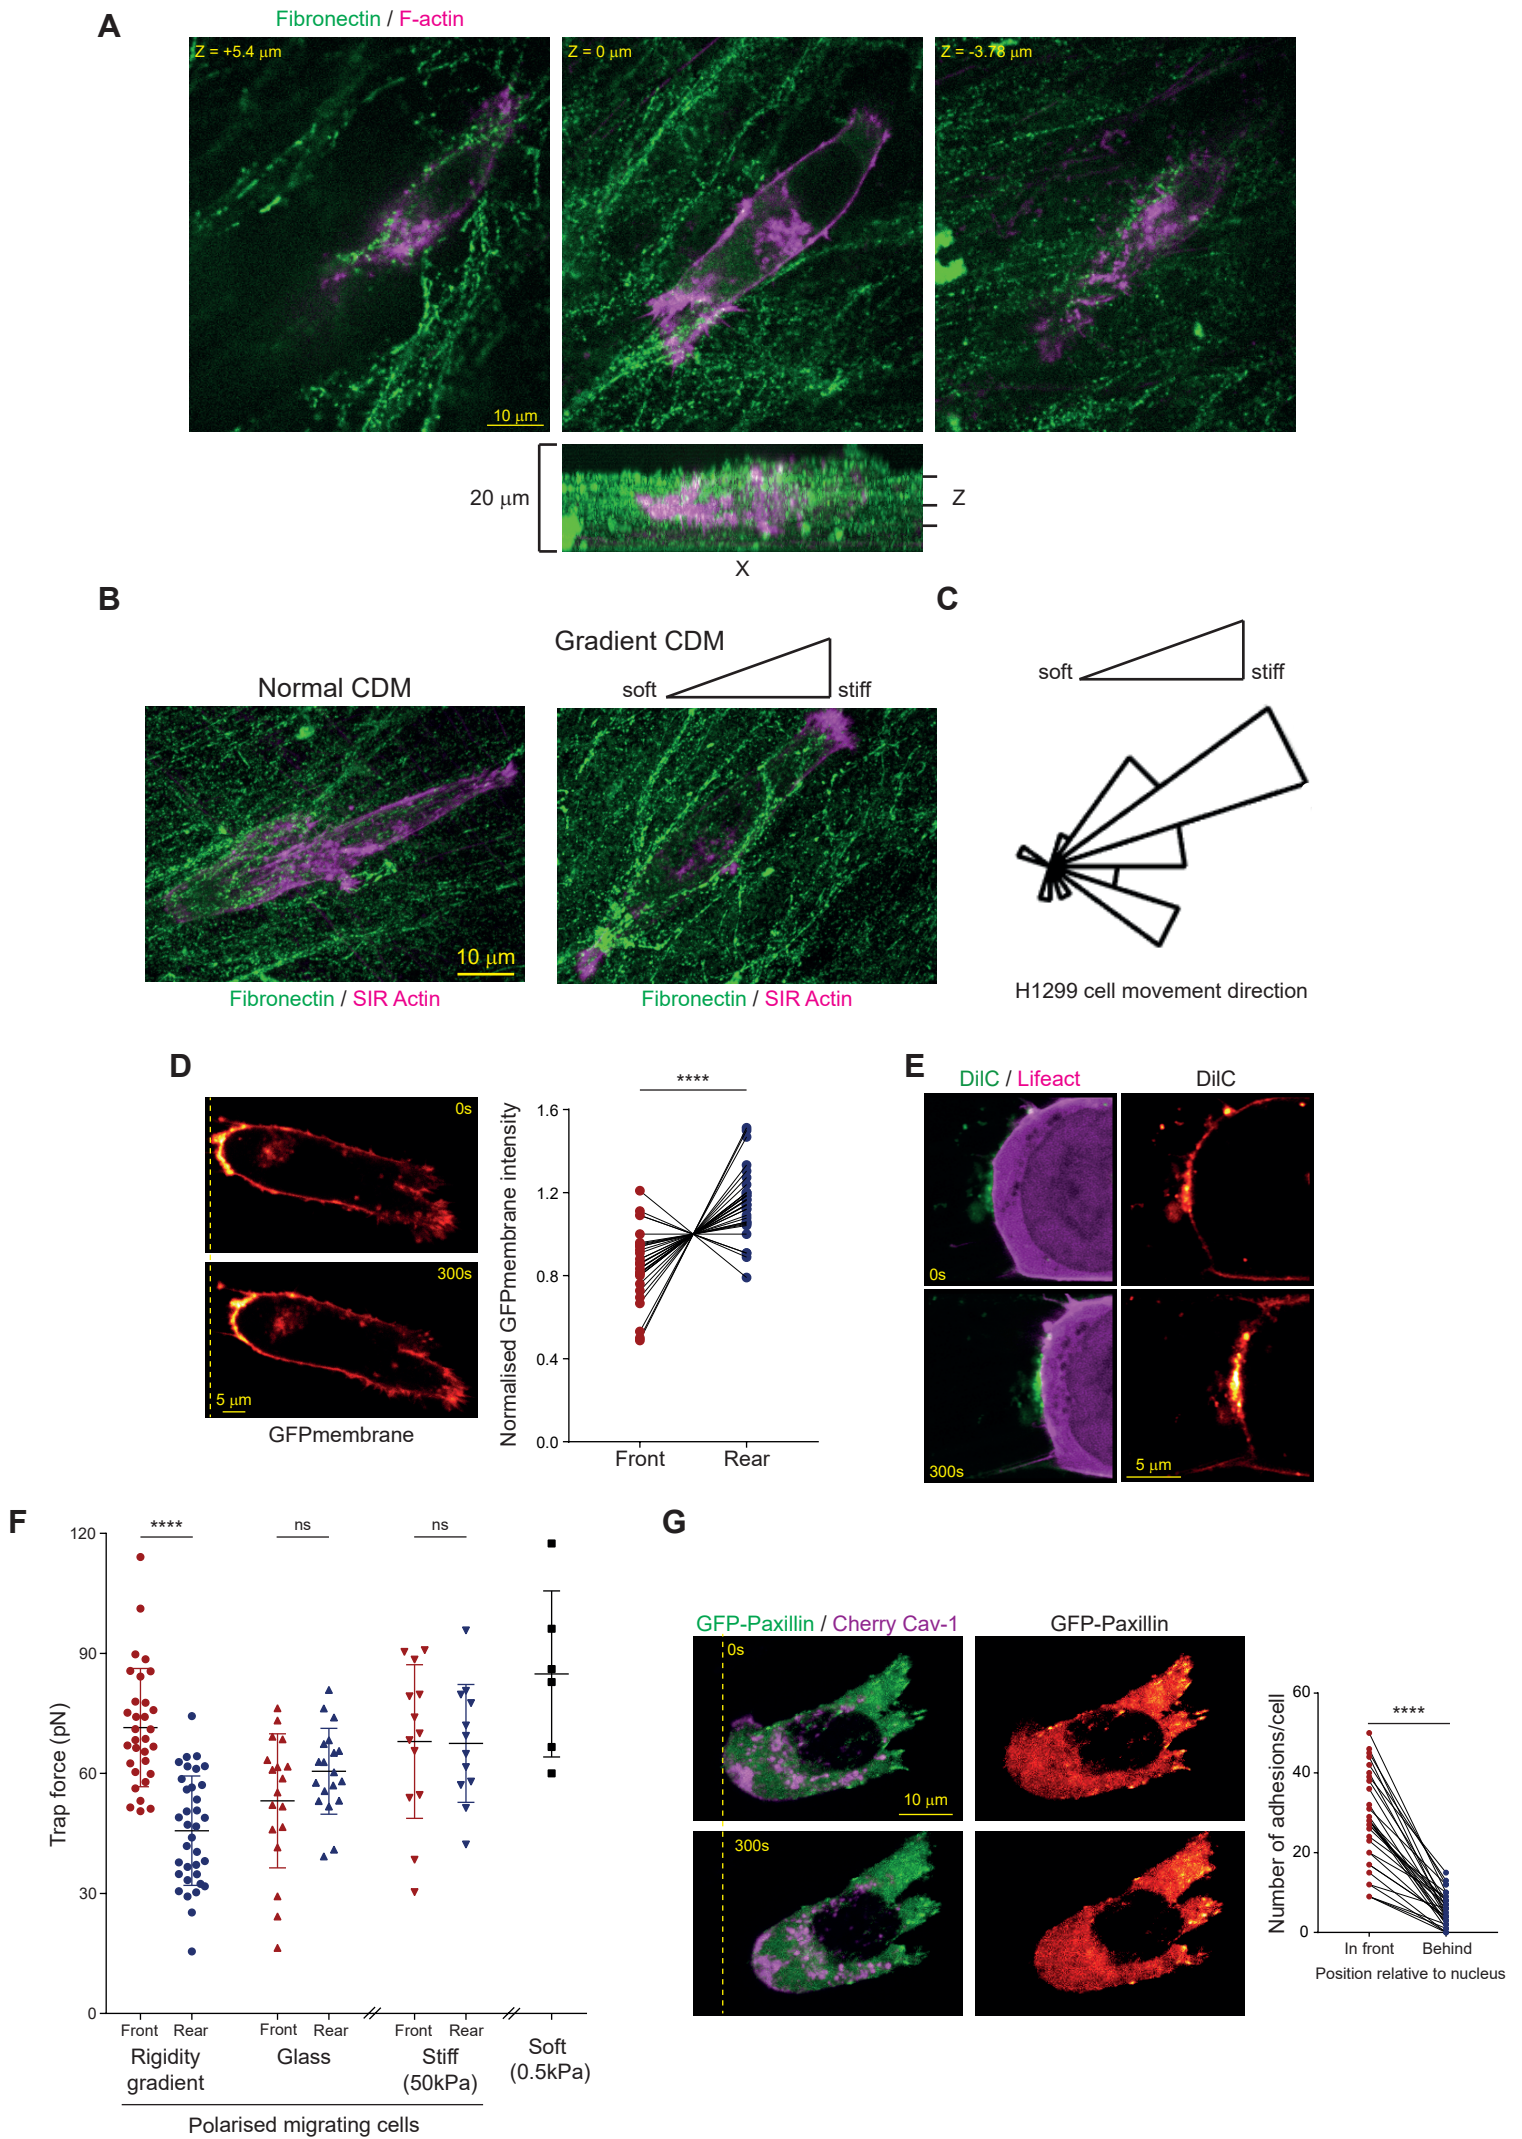 A
Fibronectin / F-actin
Z = +5.4 μm
Z = 0 μm
Z = -3.78 μm
10 μm
20 μm
Z
X
B
C
Gradient CDM
soft
stiff
Normal CDM
soft
stiff
10 μm
Fibronectin / SIR Actin
Fibronectin / SIR Actin
H1299 cell movement direction
D
0s
300s
5 μm
GFPmembrane
Normalised GFPmembrane intensity
****
1.6
1.2
0.8
0.4
0.0
Front
Rear
E
DilC / Lifeact
DilC
0s
300s
5 μm
F
Trap force (pN)
120
90
60
30
0
****
ns
ns
Front
Rear
Front
Rear
Front
Rear
Rigidity
gradient
Glass
Stiff
(50kPa)
Soft
(0.5kPa)
Polarised migrating cells
G
GFP-Paxillin / Cherry Cav-1
GFP-Paxillin
0s
10 μm
300s
Number of adhesions/cell
60
40
20
0
****
In front
Behind
Position relative to nucleus